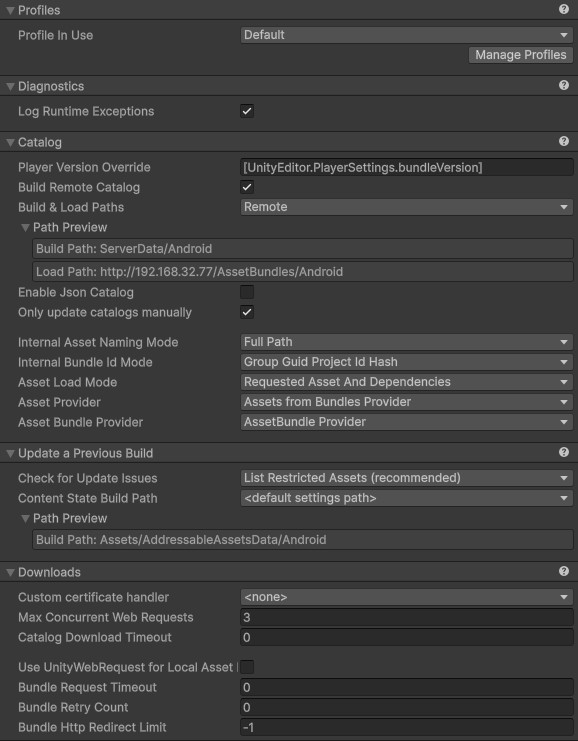 Profiles
Profile In Use Default
Manage Profiles
Diagnostics
Log Runtime Exceptions
Catalog
Player Version Override [UnityEditor.PlayerSettings.bundleVersion]
Build Remote Catalog
Build & Load Paths Remote
Path Preview
Build Path: ServerData/Android
Load Path: http://192.168.32.77/AssetBundles/Android
Enable Json Catalog
Only update catalogs manually
Internal Asset Naming Mode Full Path
Internal Bundle Id Mode Group Guid Project Id Hash
Asset Load Mode Requested Asset And Dependencies
Asset Provider Assets from Bundles Provider
Asset Bundle Provider AssetBundle Provider
Update a Previous Build
Check for Update Issues List Restricted Assets (recommended)
Content State Build Path <default settings path>
Path Preview
Build Path: Assets/AddressableAssetsData/Android
Downloads
Custom certificate handler <none>
Max Concurrent Web Requests 3
Catalog Download Timeout 0
Use UnityWebRequest for Local Asset
Bundle Request Timeout 0
Bundle Retry Count 0
Bundle Http Redirect Limit -1